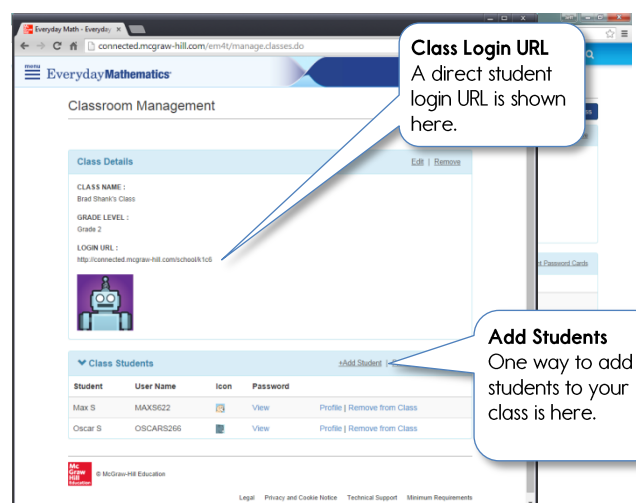 Everyday Math - Everyday
connected.mcgraw-hill.com/em4t/manage.classes.do
menu
EverydayMathematics
Class Login URL
A direct student
login URL is shown
here.
Classroom Management
Class Details
Edit | Remove
CLASS NAME :
Brad Shank's Class
GRADE LEVEL :
Grade 2
LOGIN URL :
http://connected.mcgraw-hill.com/school/k1c6
Password Cards
Add Students
One way to add
students to your
class is here.
Class Students
+Add Student |
Student User Name Icon Password
Max S MAXS622 View Profile | Remove from Class
Oscar S OSCARS266 View Profile | Remove from Class
Mc
Graw
Hill
Education
© McGraw-Hill Education
Legal Privacy and Cookie Notice Technical Support Minimum Requirements